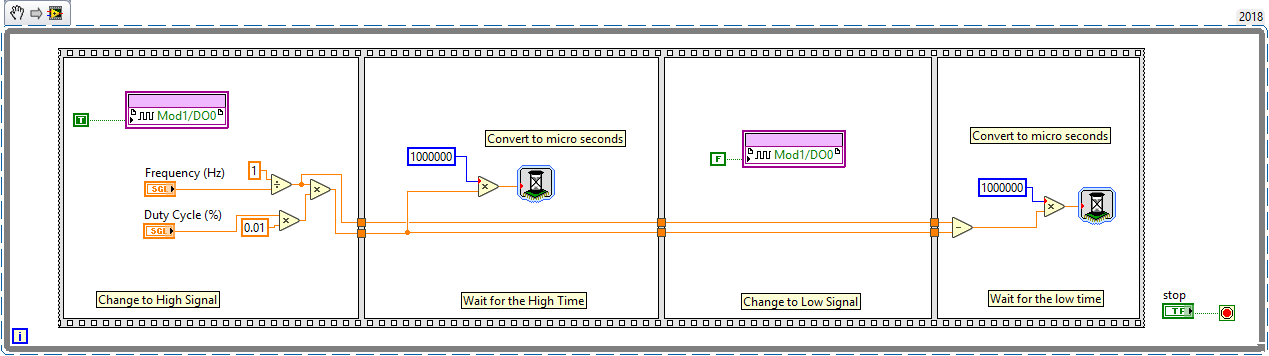 2018
T
Mod1/DO0
Frequency (Hz)
SGL
1
÷
×
Duty Cycle (%)
SGL
0.01
×
Change to High Signal
Convert to micro seconds
1000000
×
Wait for the High Time
F
Mod1/DO0
Change to Low Signal
Convert to micro seconds
1000000
×
−
Wait for the low time
stop
TF
i